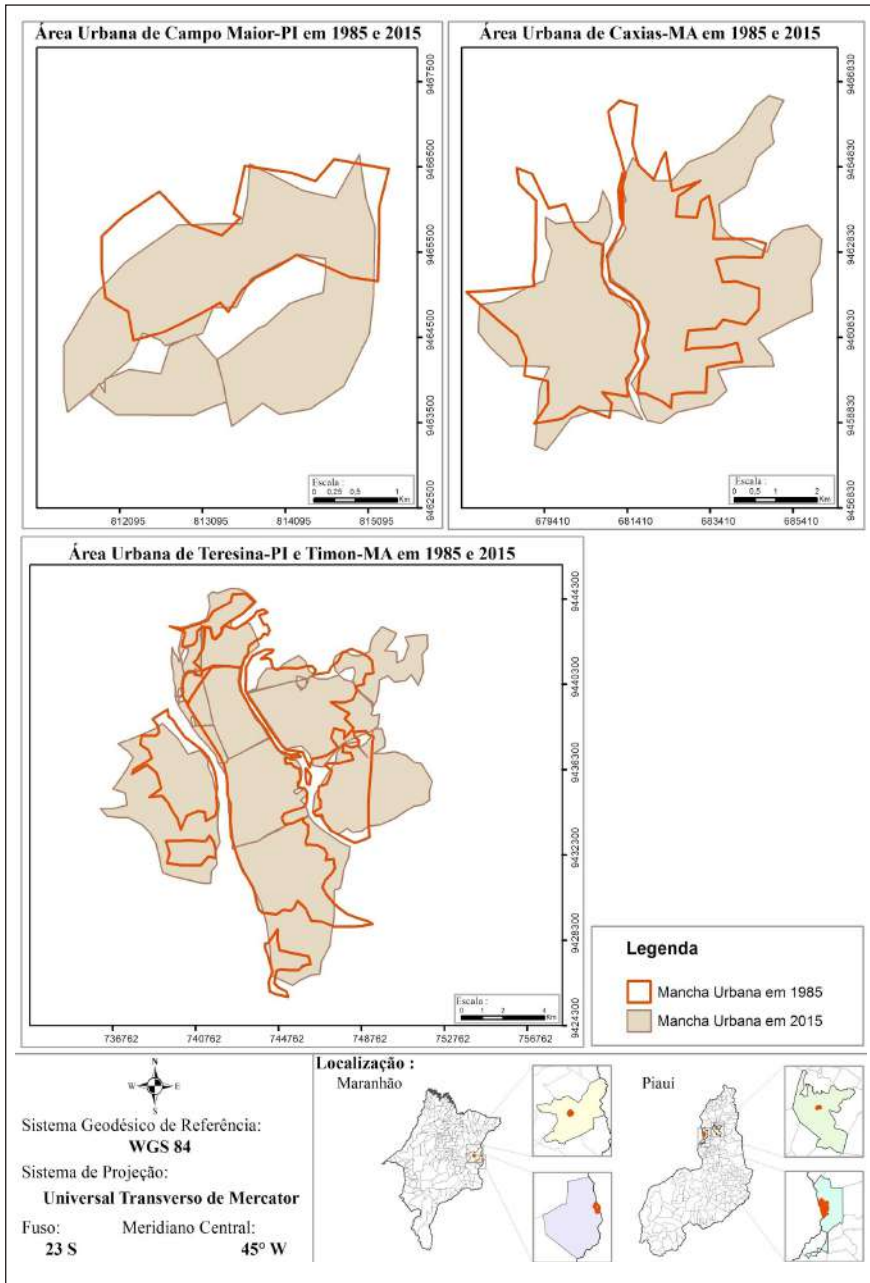 Área Urbana de Campo Maior-PI em 1985 e 2015
9467500
9466500
9465500
9464500
9463500
9462500
Escala :
0 0,25 0,5 1
Km
812095 813095 814095 815095
Área Urbana de Caxias-MA em 1985 e 2015
9466830
9464830
9462830
9460830
9458830
9456830
Escala :
0 0,5 1 2
Km
679410 681410 683410 685410
Área Urbana de Teresina-PI e Timon-MA em 1985 e 2015
9444300
9440300
9436300
9432300
9428300
9424300
Escala :
0 1 2 4
Km
736762 740762 744762 748762 752762 756762
Legenda
Mancha Urbana em 1985
Mancha Urbana em 2015
N
W E
S
Sistema Geodésico de Referência:
WGS 84
Sistema de Projeção:
Universal Transverso de Mercator
Fuso: Meridiano Central:
23 S 45° W
Localização :
Maranhão
Piaui